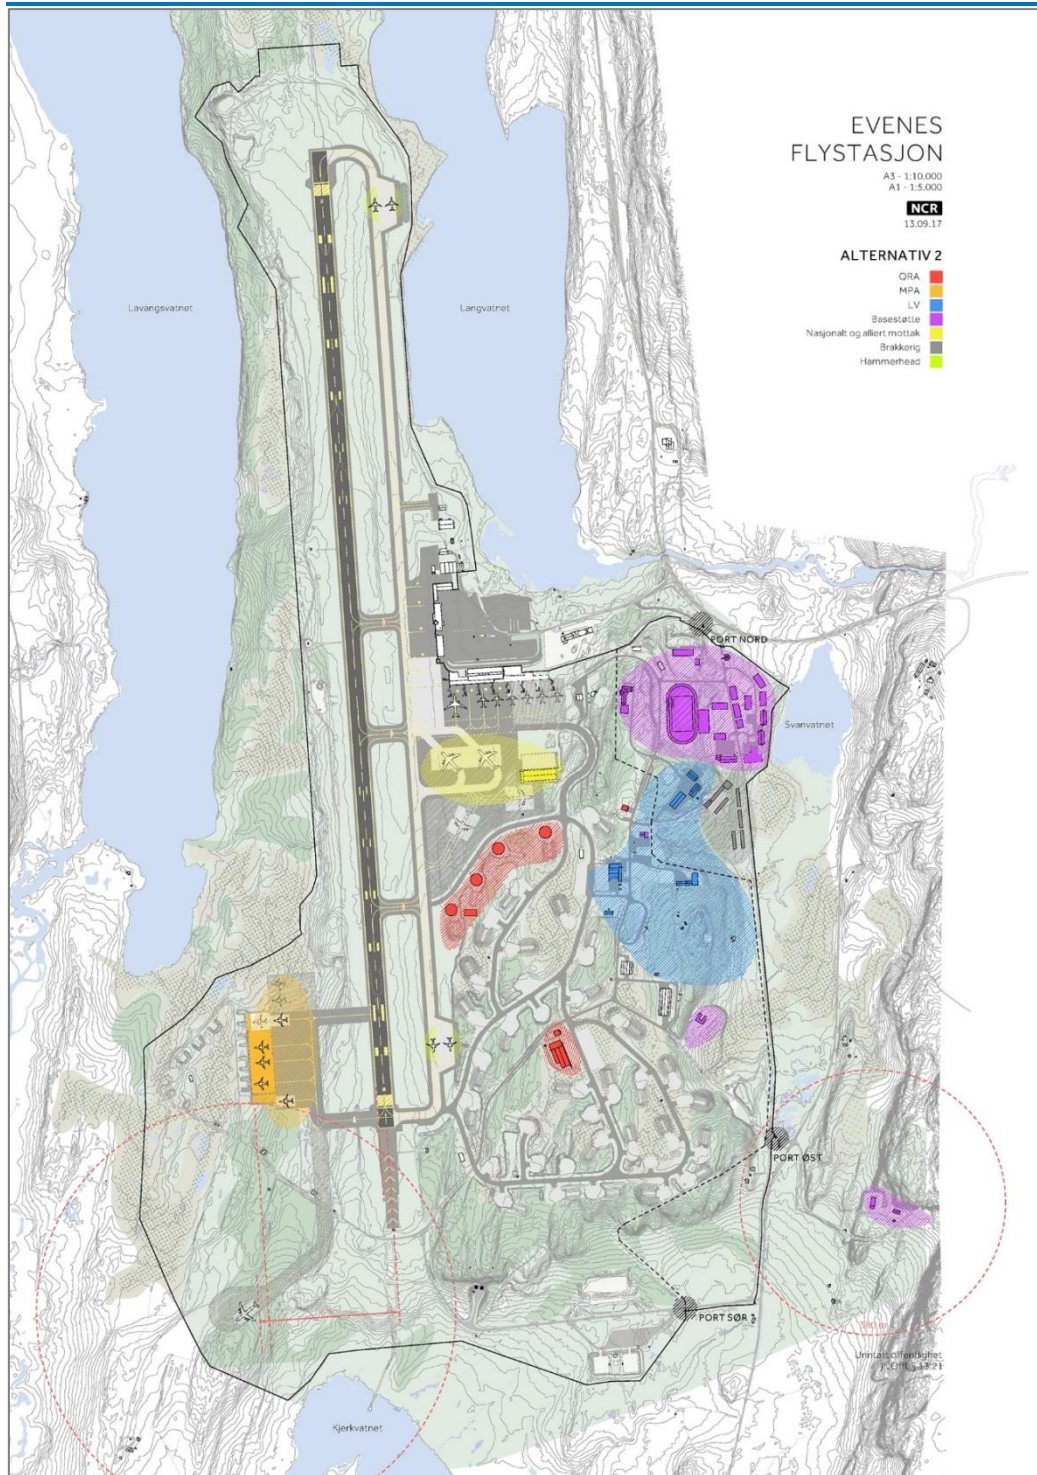 EVENES
FLYSTASJON
A3 - 1:10.000
A1 - 1:5.000
NCR
13.09.17
ALTERNATIV 2
QRA
MPA
LV
Basestøtte
Nasjonalt og alliert mottak
Brakkerig
Hammerhead
Lavangsvatnet
Langvatnet
PORT NORD
Svanvatnet
PORT ØST
PORT SØR
Unntatt offentlighet
Kjerkvatnet